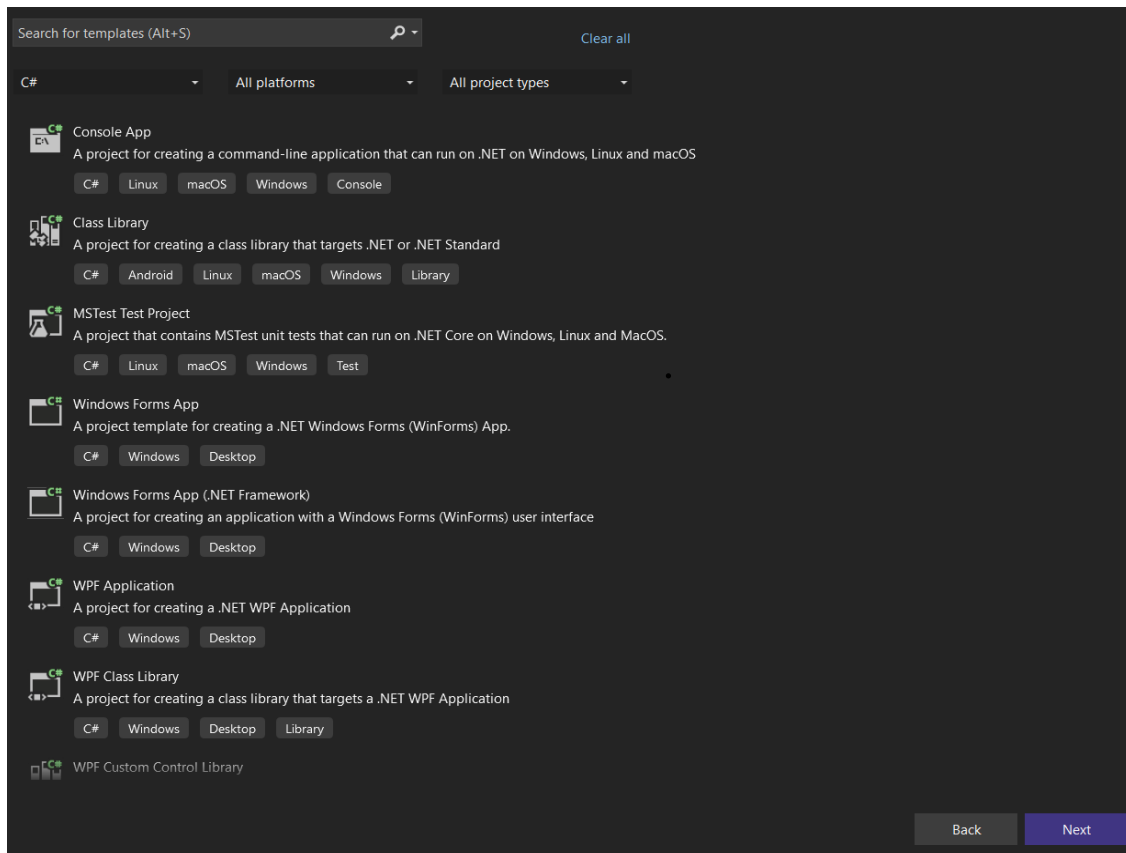 Search for templates (Alt+S)
Clear all
C#
All platforms
All project types
C#
Console App
A project for creating a command-line application that can run on .NET on Windows, Linux and macOS
C# Linux macOS Windows Console
C#
Class Library
A project for creating a class library that targets .NET or .NET Standard
C# Android Linux macOS Windows Library
C#
MSTest Test Project
A project that contains MSTest unit tests that can run on .NET Core on Windows, Linux and MacOS.
C# Linux macOS Windows Test
C#
Windows Forms App
A project template for creating a .NET Windows Forms (WinForms) App.
C# Windows Desktop
C#
Windows Forms App (.NET Framework)
A project for creating an application with a Windows Forms (WinForms) user interface
C# Windows Desktop
C#
WPF Application
A project for creating a .NET WPF Application
C# Windows Desktop
C#
WPF Class Library
A project for creating a class library that targets a .NET WPF Application
C# Windows Desktop Library
C#
WPF Custom Control Library
Back
Next